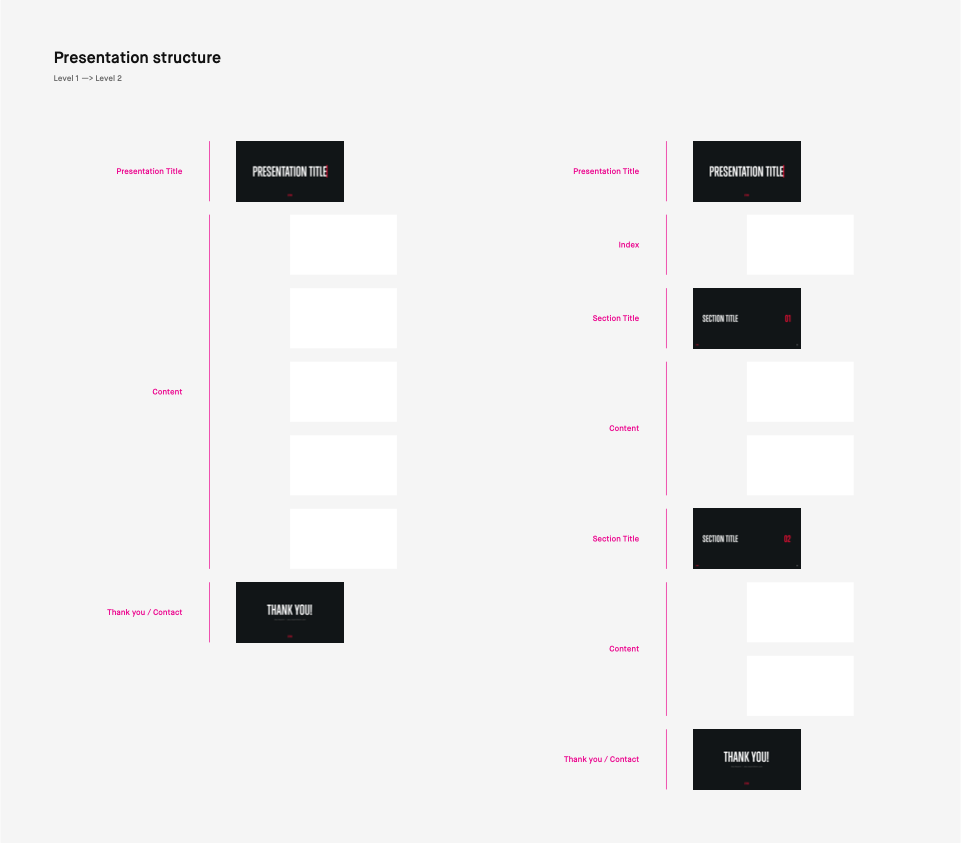 Presentation structure
Level 1 —> Level 2
Presentation Title
PRESENTATION TITLE
Content
Thank you / Contact
THANK YOU!
Presentation Title
PRESENTATION TITLE
Index
Section Title
SECTION TITLE
01
Content
Section Title
SECTION TITLE
02
Content
Thank you / Contact
THANK YOU!